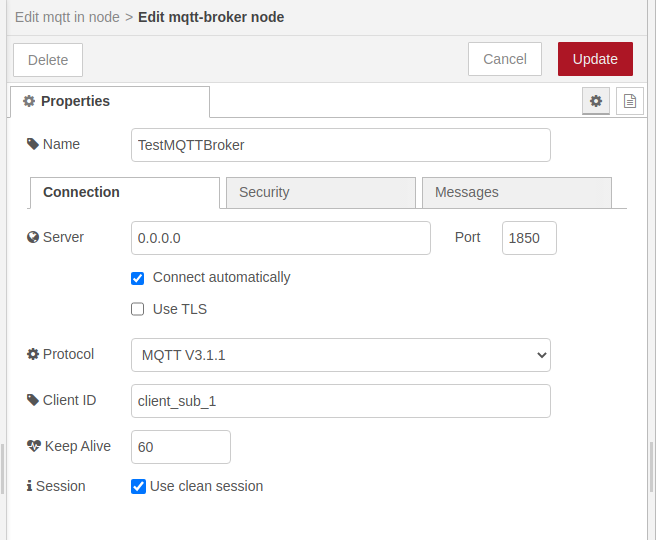 Edit mqtt in node > Edit mqtt-broker node
Delete Cancel Update
Properties
Name TestMQTTBroker
Connection Security Messages
Server 0.0.0.0 Port 1850
Connect automatically
Use TLS
Protocol MQTT V3.1.1
Client ID client_sub_1
Keep Alive 60
Session Use clean session